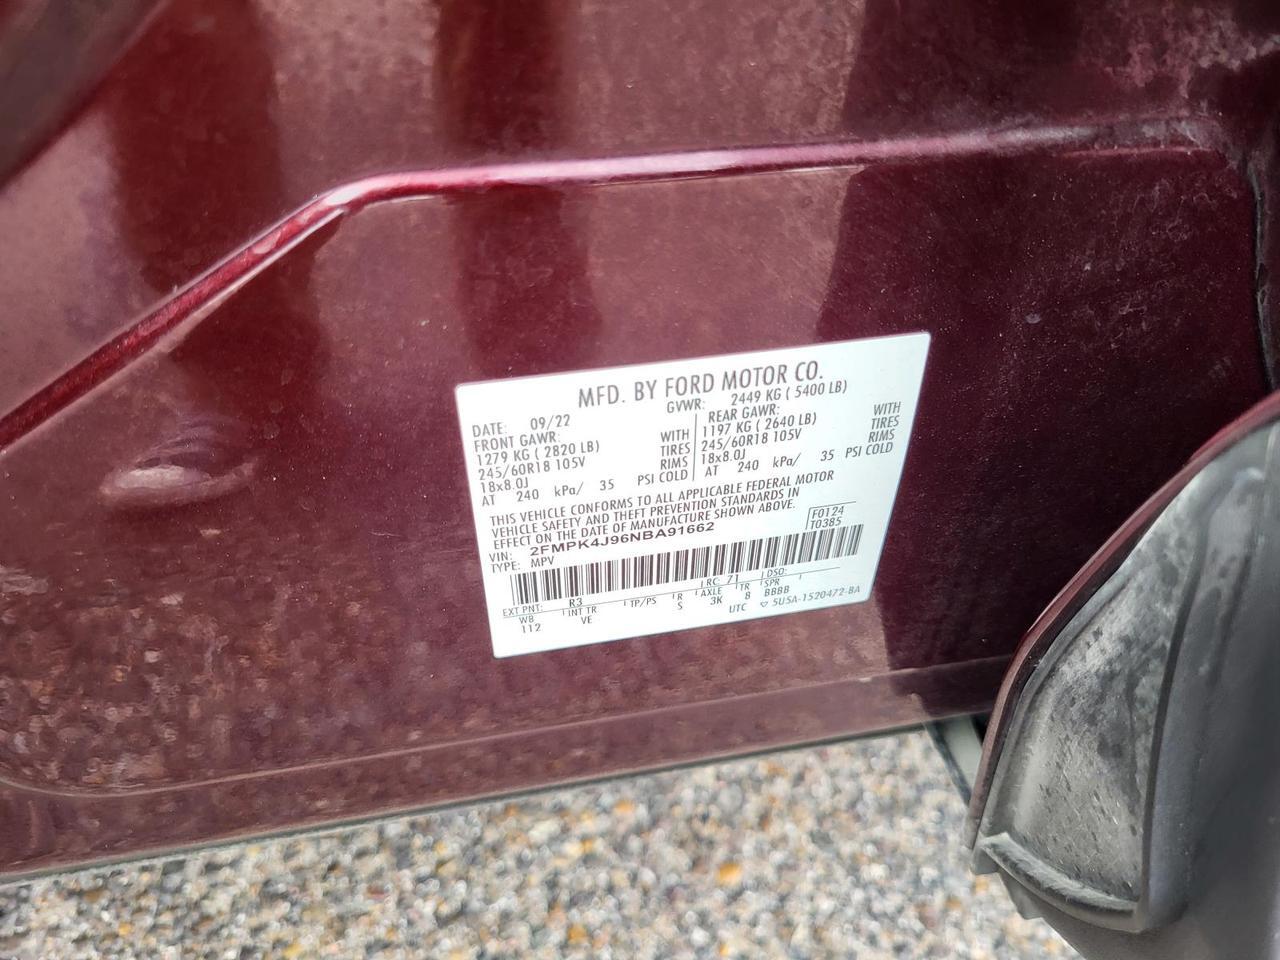 MFD. BY FORD MOTOR CO.
DATE: 09/22 GVWR: 2449 KG ( 5400 LB)
FRONT GAWR: REAR GAWR:
1279 KG ( 2820 LB) WITH 1197 KG ( 2640 LB) WITH
245/60R18 105V TIRES 245/60R18 105V TIRES
18x8.0J RIMS 18x8.0J RIMS
AT 240 kPa/ 35 PSI COLD AT 240 kPa/ 35 PSI COLD
THIS VEHICLE CONFORMS TO ALL APPLICABLE FEDERAL MOTOR
VEHICLE SAFETY AND THEFT PREVENTION STANDARDS IN
EFFECT ON THE DATE OF MANUFACTURE SHOWN ABOVE.
F0124
VIN: 2FMPK4J96NBA91662 T0385
TYPE: MPV
EXT PNT: R3 RC: 71 DSO:
WB INT TR TP/PS R AXLE TR SPR
112 VE S 3K B BBBB
UTC ▽ 5U5A-1520472-BA